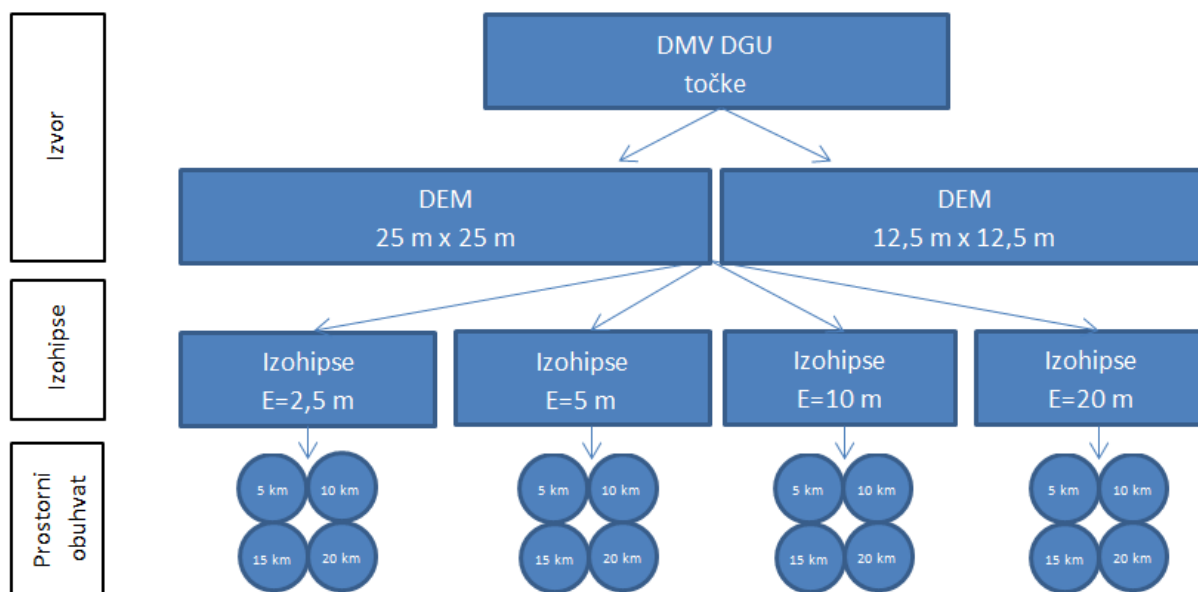 Izvor
DMV DGU
točke
DEM
25 m x 25 m
DEM
12,5 m x 12,5 m
Izohipse
Izohipse
E=2,5 m
Izohipse
E=5 m
Izohipse
E=10 m
Izohipse
E=20 m
Prostorni
obuhvat
5 km
10 km
15 km
20 km
5 km
10 km
15 km
20 km
5 km
10 km
15 km
20 km
5 km
10 km
15 km
20 km